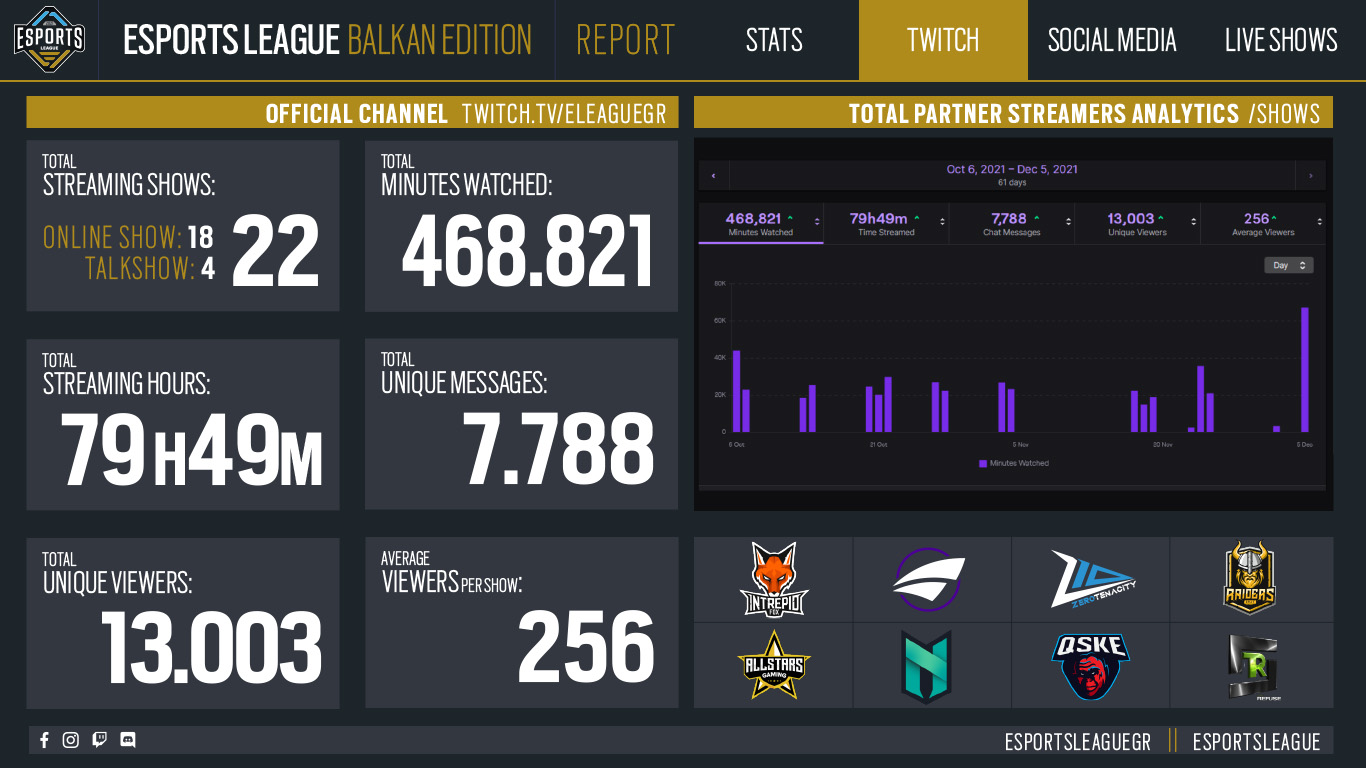 ESPORTS
LEAGUE
ESPORTS LEAGUE BALKAN EDITION
REPORT
STATS
TWITCH
SOCIAL MEDIA
LIVE SHOWS
OFFICIAL CHANNEL TWITCH.TV/ELEAGUEGR
TOTAL
STREAMING SHOWS:
ONLINE SHOW: 18
TALKSHOW: 4
22
TOTAL
MINUTES WATCHED:
468.821
TOTAL
STREAMING HOURS:
79H49M
TOTAL
UNIQUE MESSAGES:
7.788
TOTAL
UNIQUE VIEWERS:
13.003
AVERAGE
VIEWERS PER SHOW:
256
TOTAL PARTNER STREAMERS ANALYTICS /SHOWS
Oct 6, 2021 – Dec 5, 2021
61 days
468,821
Minutes Watched
79h49m
Time Streamed
7,788
Chat Messages
13,003
Unique Viewers
256
Average Viewers
Day
80K
60K
40K
20K
0
6 Oct
21 Oct
5 Nov
20 Nov
5 Dec
Minutes Watched
INTREPID
FOX
ZEROTENACITY
RAIDERS
ALLSTARS
GAMING
QSKE
R
REFUSE
ESPORTSLEAGUEGR || ESPORTSLEAGUE